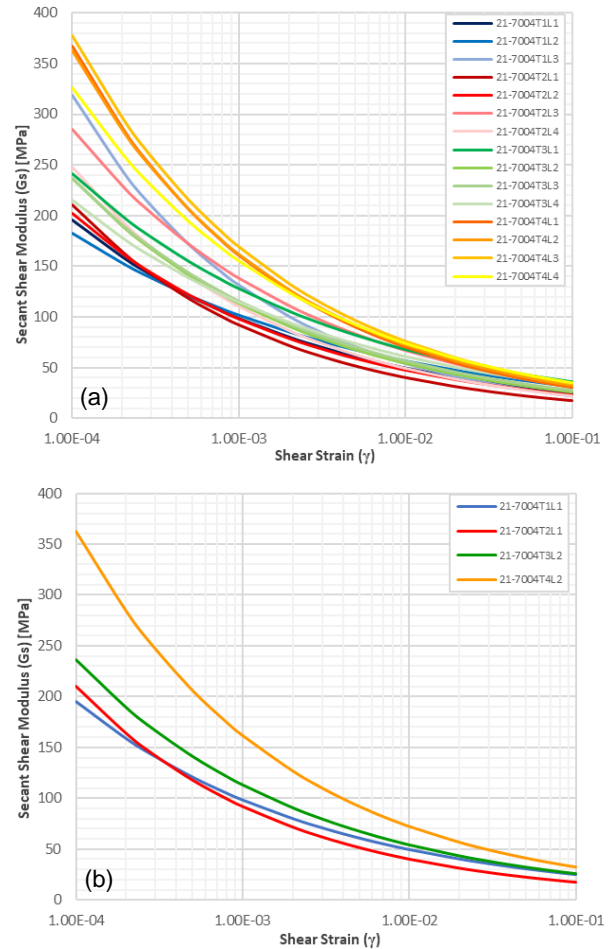 400
350
300
250
200
150
100
50
0
Secant Shear Modulus (Gs) [MPa]
21-7004T1L1
21-7004T1L2
21-7004T1L3
21-7004T2L1
21-7004T2L2
21-7004T2L3
21-7004T2L4
21-7004T3L1
21-7004T3L2
21-7004T3L3
21-7004T3L4
21-7004T4L1
21-7004T4L2
21-7004T4L3
21-7004T4L4
(a)
1.00E-04
1.00E-03
1.00E-02
1.00E-01
Shear Strain (γ)
400
350
300
250
200
150
100
50
0
Secant Shear Modulus (Gs) [MPa]
21-7004T1L1
21-7004T2L1
21-7004T3L2
21-7004T4L2
(b)
1.00E-04
1.00E-03
1.00E-02
1.00E-01
Shear Strain (γ)